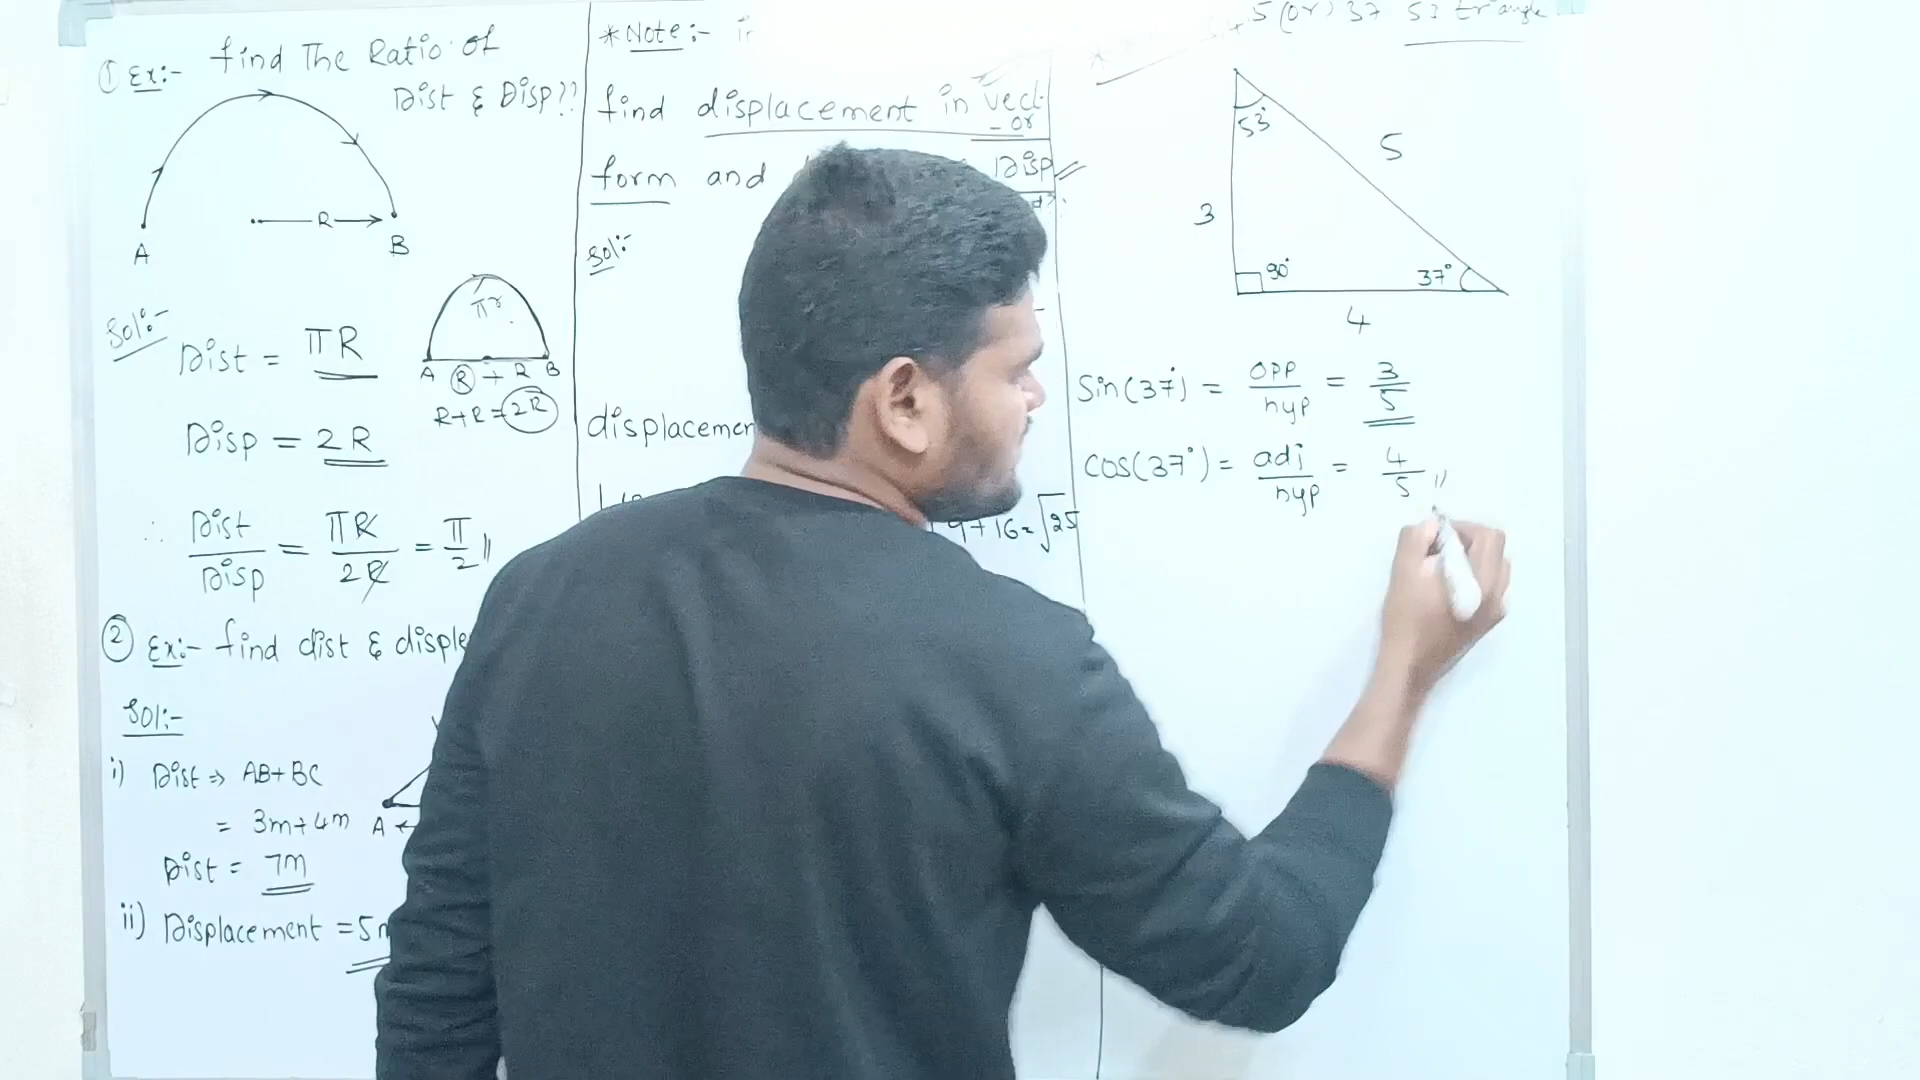 ① Ex:- find The Ratio of
Dist & Disp??
A
R
B
Sol:-
Dist = πR
πr
A R + R B
R+R = 2R
Disp = 2R
∴ Dist/Disp = πR/2R = π/2 //
② Ex:- find dist &
Sol:-
i) Dist ⇒ AB+BC
= 3m+4m
A
Dist = 7m
ii) Displacement =
*Note:-
find displacement in vect-
-or
form and
Disp
Sol:-
9+16=√25
5 (or) 37 53 triangle
53°
5
3
90°
37°
4
Sin(37°) = opp/hyp = 3/5
cos(37°) = adj/hyp = 4/5 //